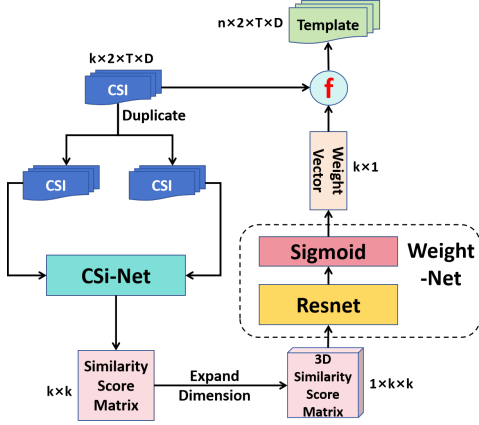 n×2×T×D
Template
k×2×T×D
CSI
f
Duplicate
Weight
Vector
k×1
CSI
CSI
Sigmoid
Weight
-Net
CSi-Net
Resnet
Similarity
Score
Matrix
k×k
Expand
Dimension
3D
Similarity
Score
Matrix
1×k×k